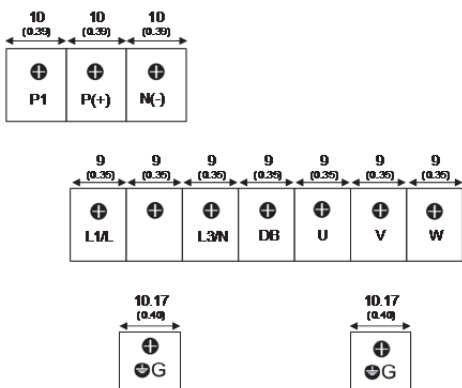 10 10 10
(0.39) (0.39) (0.39)
P1 P(+) N(-)
9 9 9 9 9 9 9
(0.35) (0.35) (0.35) (0.35) (0.35) (0.35) (0.35)
L1/L L3/N DB U V W
10.17 10.17
(0.40) (0.40)
G G